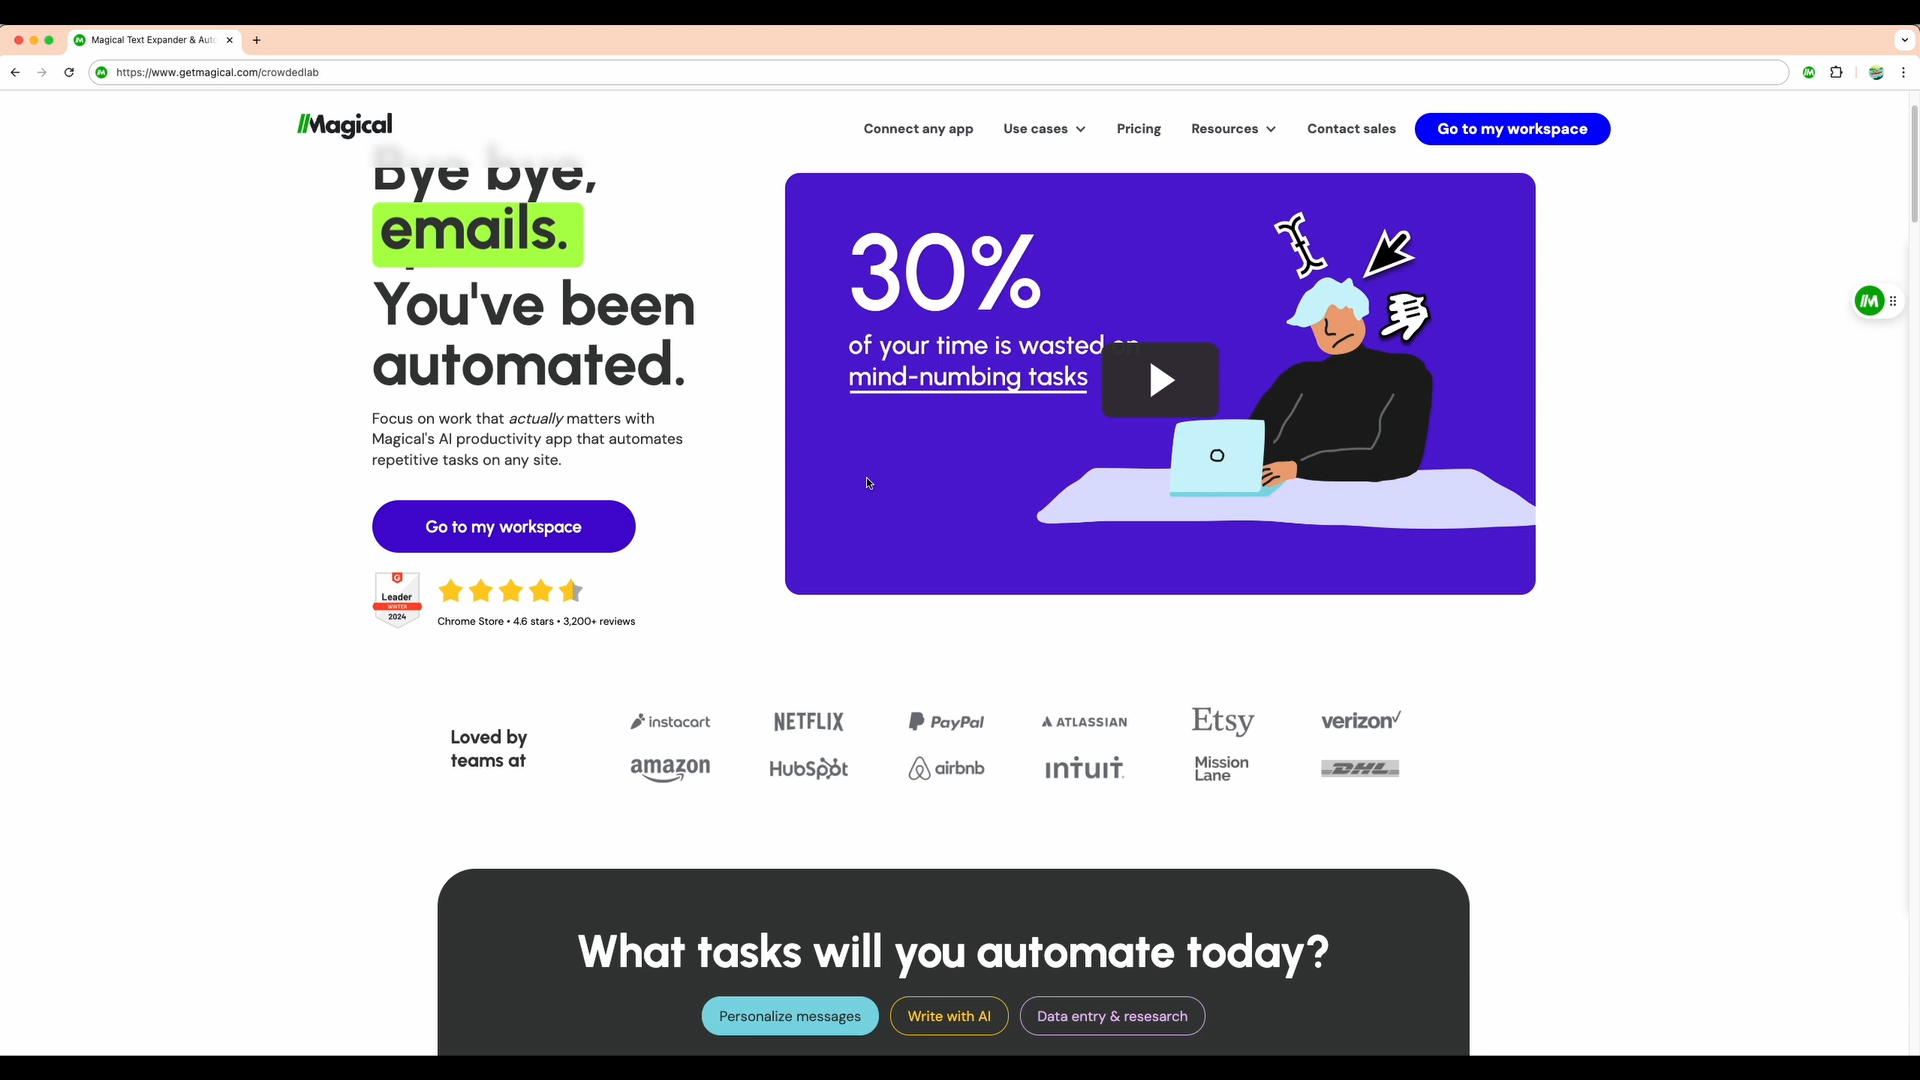 Magical Text Expander & Auto
https://www.getmagical.com/crowdedlab
Magical
Connect any app
Use cases
Pricing
Resources
Contact sales
Go to my workspace
Bye bye,
emails.
You've been
automated.
Focus on work that actually matters with
Magical's AI productivity app that automates
repetitive tasks on any site.
Go to my workspace
30%
of your time is wasted on
mind-numbing tasks
G
Leader
WINTER
2024
Chrome Store • 4.6 stars • 3,200+ reviews
Loved by
teams at
instacart
NETFLIX
PayPal
ATLASSIAN
Etsy
verizon
amazon
HubSpot
airbnb
intuit
Mission
Lane
DHL
What tasks will you automate today?
Personalize messages
Write with AI
Data entry & resesarch